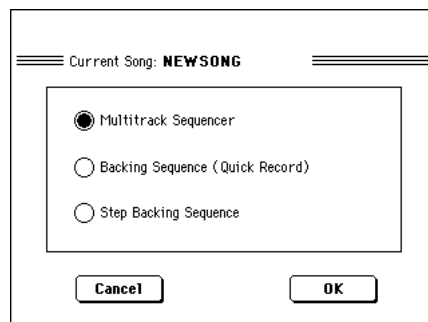 Current Song: NEWSONG
Multitrack Sequencer
Backing Sequence (Quick Record)
Step Backing Sequence
Cancel OK